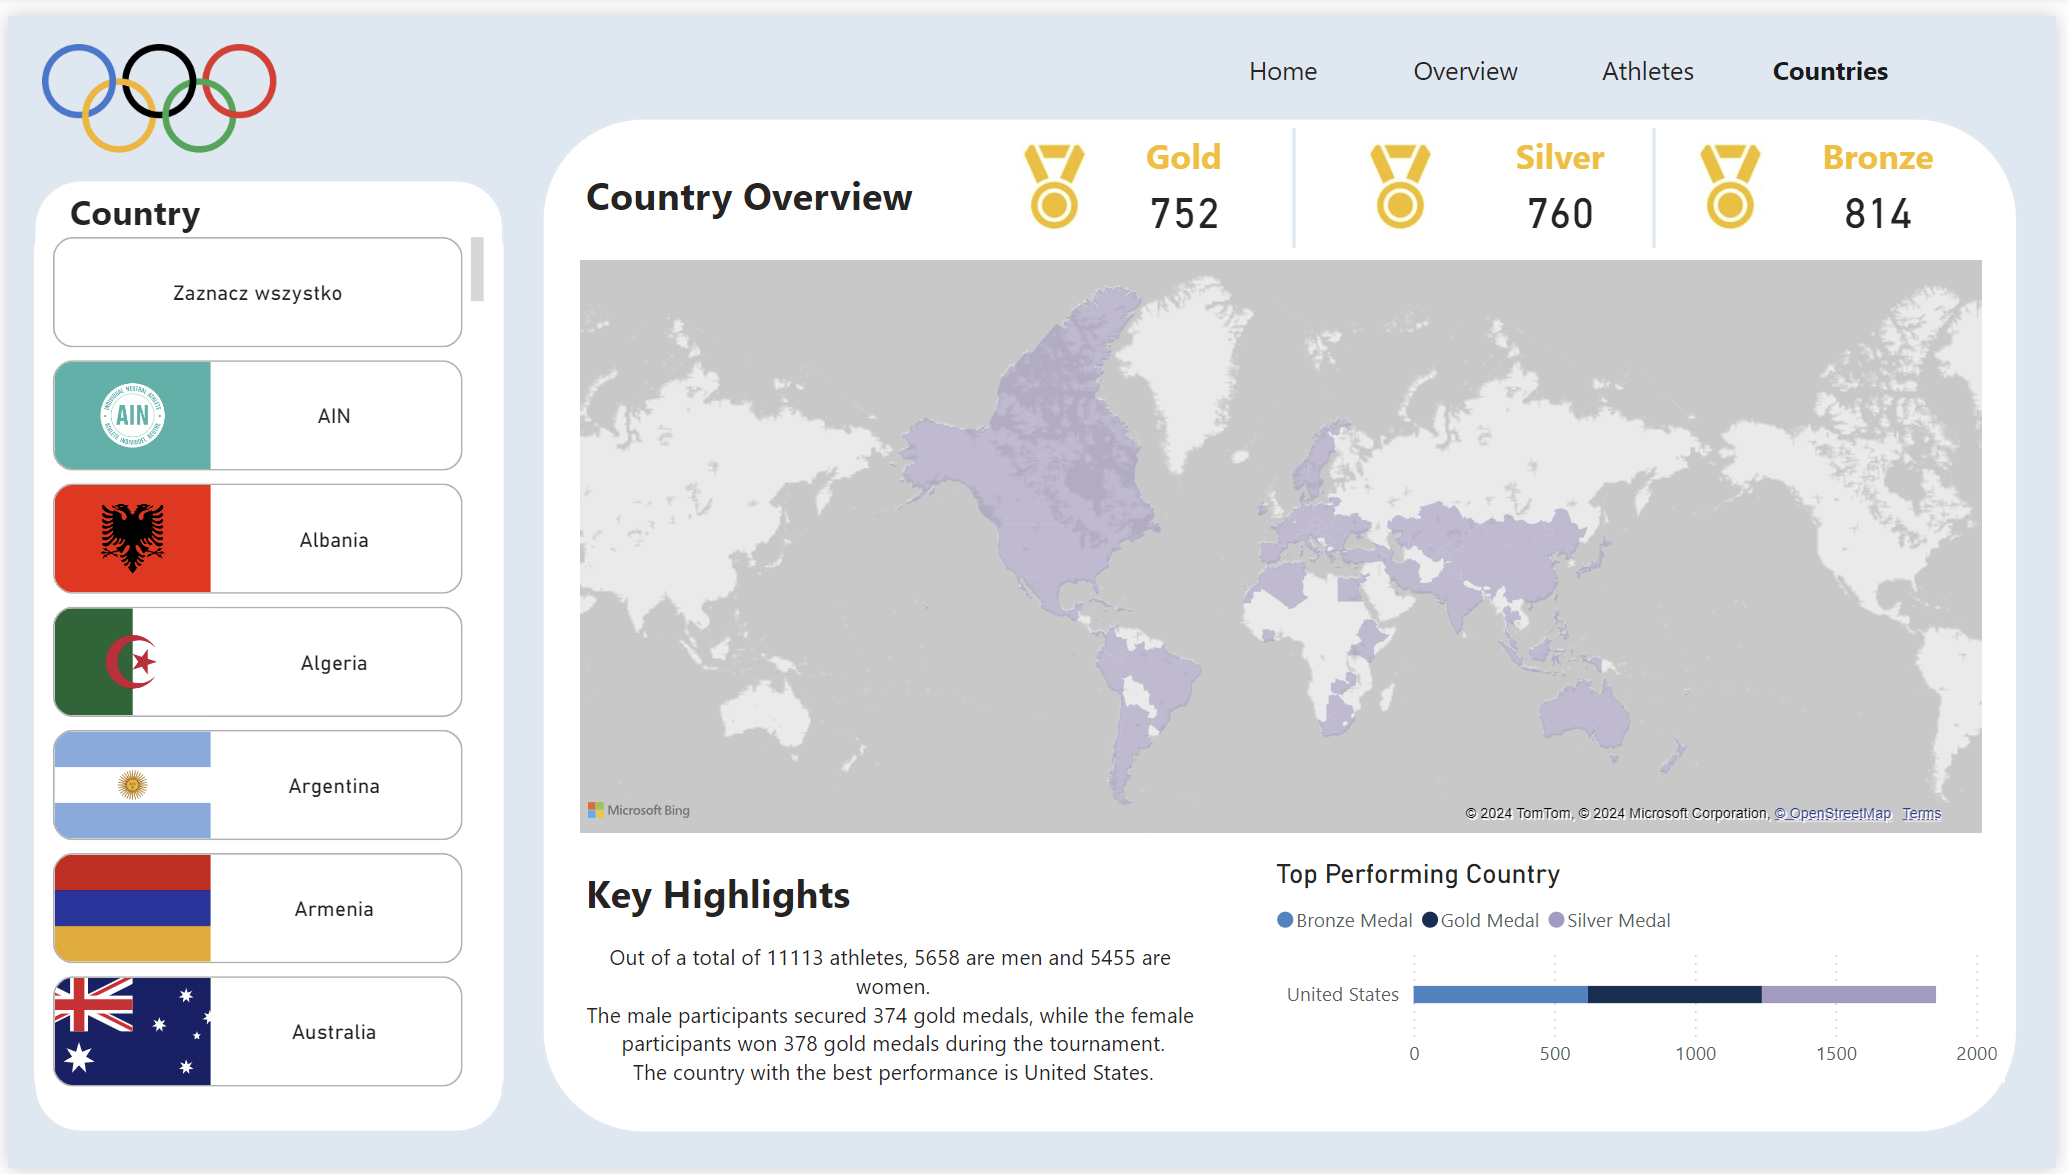 Home
Overview
Athletes
Countries
Country
Zaznacz wszystko
AIN
AIN
Albania
Algeria
Argentina
Armenia
Australia
Country Overview
Gold
752
Silver
760
Bronze
814
Microsoft Bing
© 2024 TomTom, © 2024 Microsoft Corporation, © OpenStreetMap Terms
Key Highlights
Out of a total of 11113 athletes, 5658 are men and 5455 are
women.
The male participants secured 374 gold medals, while the female
participants won 378 gold medals during the tournament.
The country with the best performance is United States.
Top Performing Country
Bronze Medal Gold Medal Silver Medal
United States
0 500 1000 1500 2000